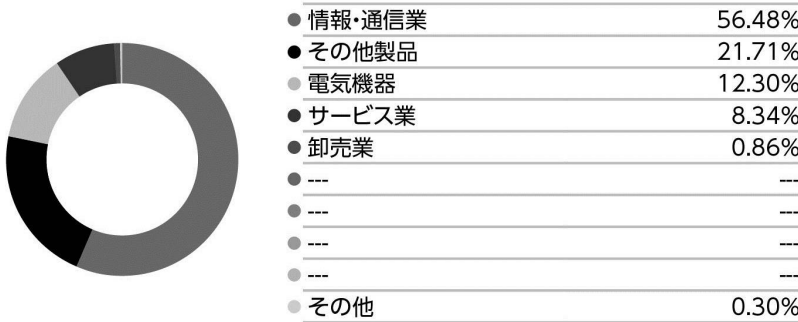 情報・通信業 56.48%
その他製品 21.71%
電気機器 12.30%
サービス業 8.34%
卸売業 0.86%
--- ---
--- ---
--- ---
--- ---
その他 0.30%